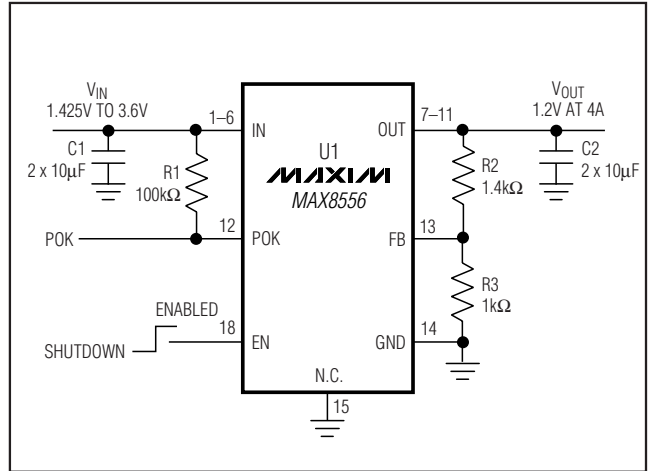 VIN
1.425V TO 3.6V
C1
2 x 10µF
R1
100kΩ
POK
ENABLED
SHUTDOWN
1–6
12
18
IN
POK
EN
U1
MAXIM
MAX8556
N.C.
15
OUT
FB
GND
7–11
13
14
VOUT
1.2V AT 4A
R2
1.4kΩ
C2
2 x 10µF
R3
1kΩ